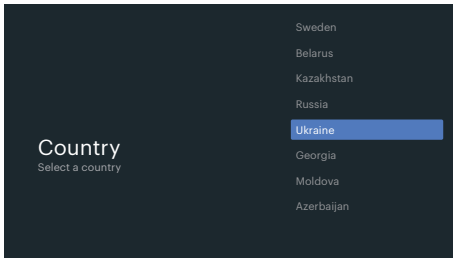 Country
Select a country
Sweden
Belarus
Kazakhstan
Russia
Ukraine
Georgia
Moldova
Azerbaijan